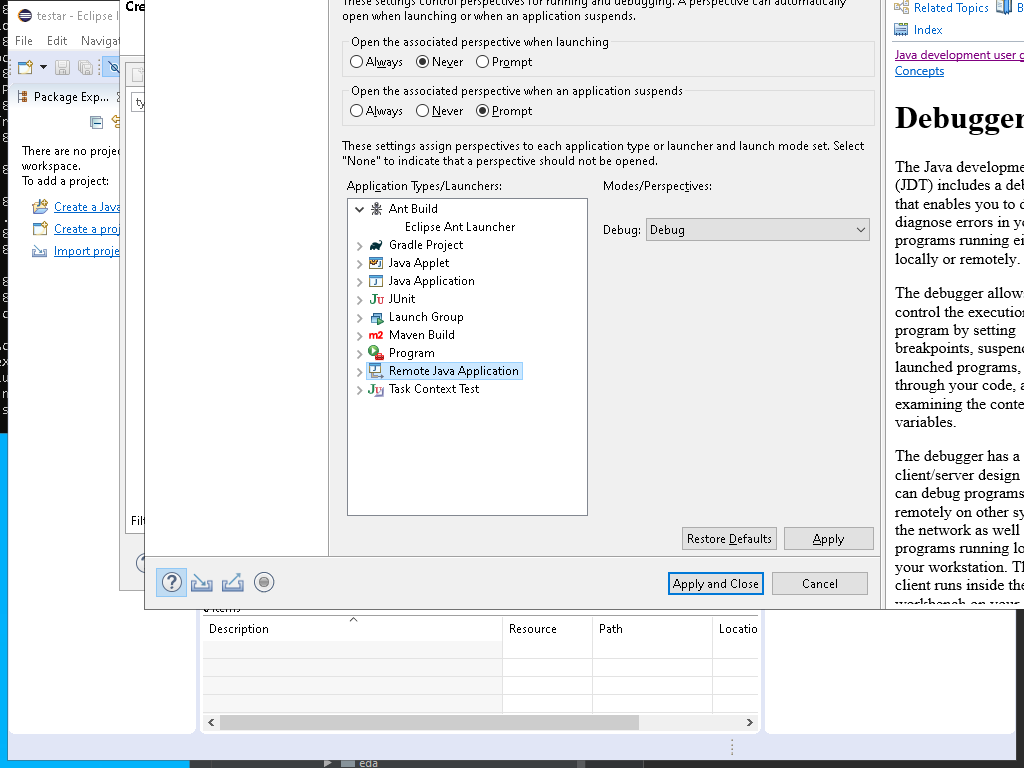 testar - Eclipse I
File Edit Naviga
Package Exp...
There are no proje
workspace.
To add a project:
Create a Java
Create a proj
Import proje
Cre
ty
Filt
These settings control perspectives for running and debugging. A perspective can automatically
open when launching or when an application suspends.
Open the associated perspective when launching
Always Never Prompt
Open the associated perspective when an application suspends
Always Never Prompt
These settings assign perspectives to each application type or launcher and launch mode set. Select
"None" to indicate that a perspective should not be opened.
Application Types/Launchers:
Modes/Perspectives:
Ant Build
Eclipse Ant Launcher
Gradle Project
Java Applet
Java Application
JUnit
Launch Group
Maven Build
Program
Remote Java Application
Task Context Test
Debug: Debug
Restore Defaults Apply
Apply and Close Cancel
Related Topics B
Index
Java development user g
Concepts
Debugger
The Java developme
(JDT) includes a deb
that enables you to d
diagnose errors in yo
programs running ei
locally or remotely.
The debugger allows
control the execution
program by setting
breakpoints, suspend
launched programs,
through your code, a
examining the conte
variables.
The debugger has a
client/server design
can debug programs
remotely on other sy
the network as well
programs running lo
your workstation. Th
client runs inside the
workbench on your
0 items
Description Resource Path Locatio
eda